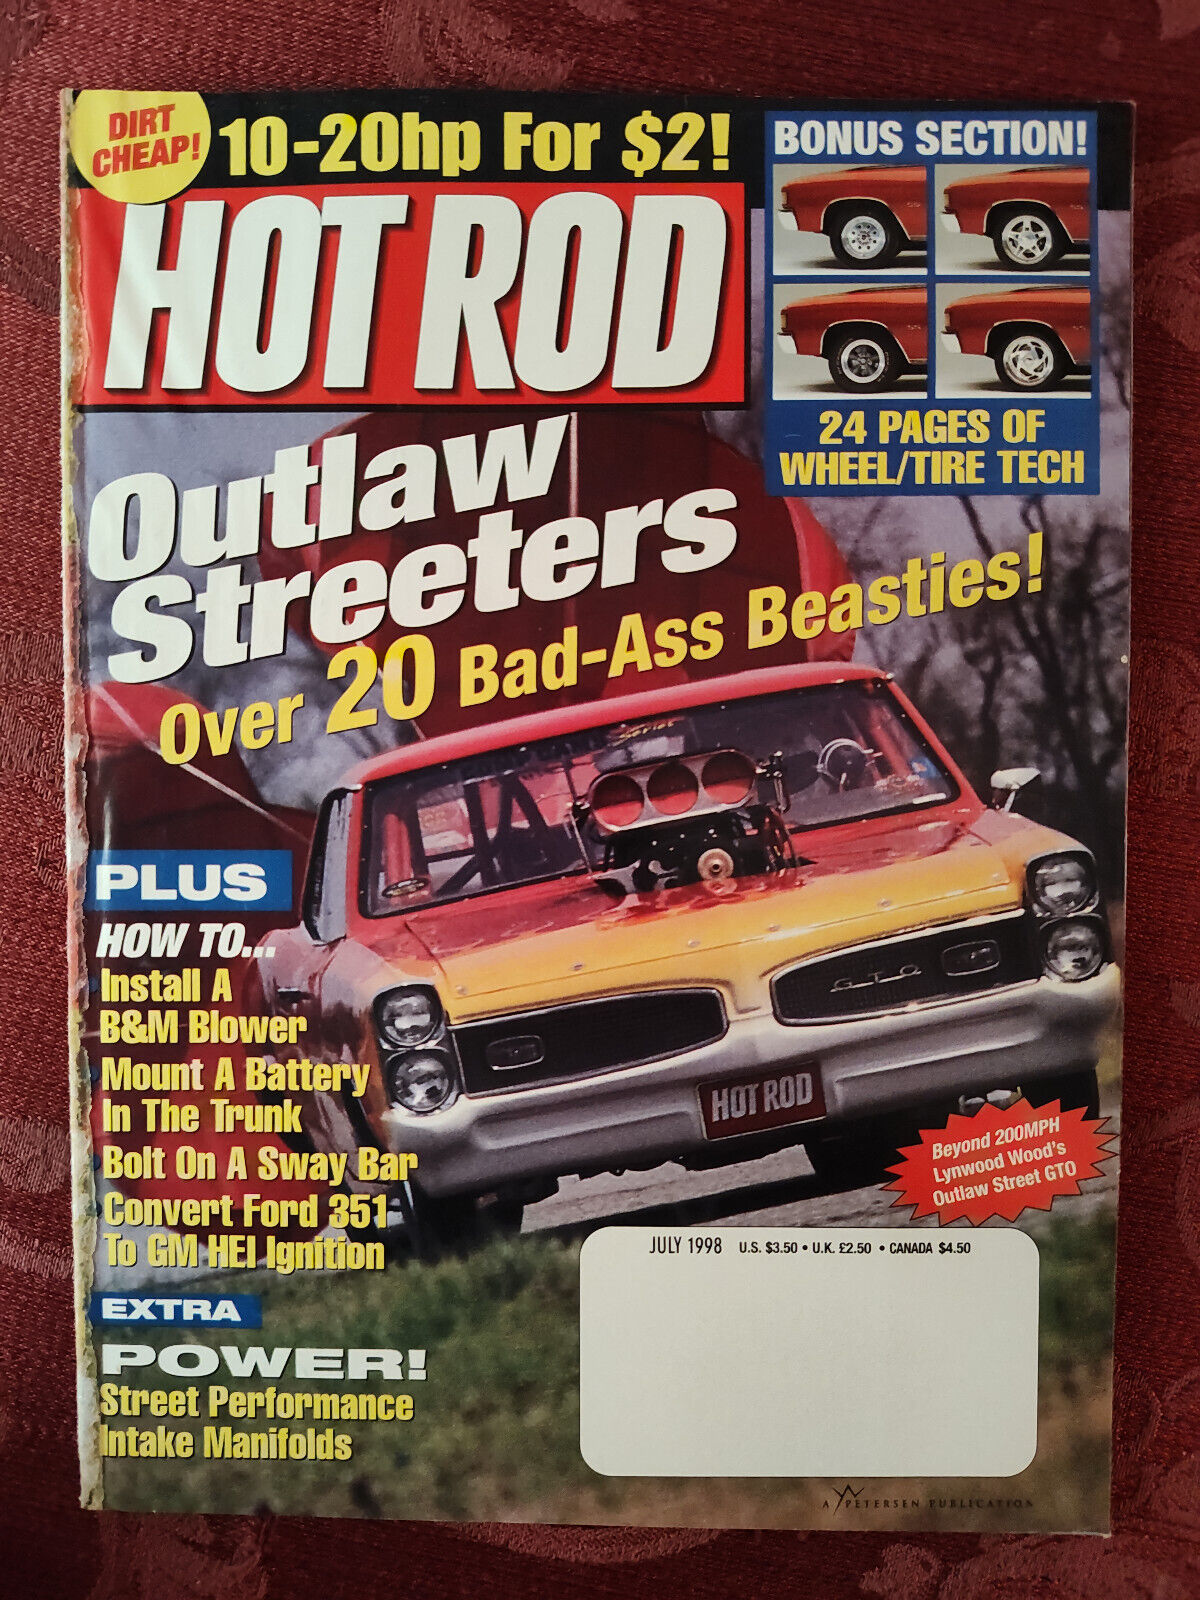 DIRT
CHEAP!
10-20hp For $2!
HOT ROD
BONUS SECTION!
24 PAGES OF
WHEEL/TIRE TECH
Outlaw
Streeters
Over 20 Bad-Ass Beasties!
PLUS
HOW TO...
Install A
B&M Blower
Mount A Battery
In The Trunk
Bolt On A Sway Bar
Convert Ford 351
To GM HEI Ignition
EXTRA
POWER!
Street Performance
Intake Manifolds
GTO
HOT ROD
Beyond 200MPH
Lynwood Wood's
Outlaw Street GTO
JULY 1998 U.S. $3.50 • U.K. £2.50 • CANADA $4.50
A PETERSEN PUBLICATION